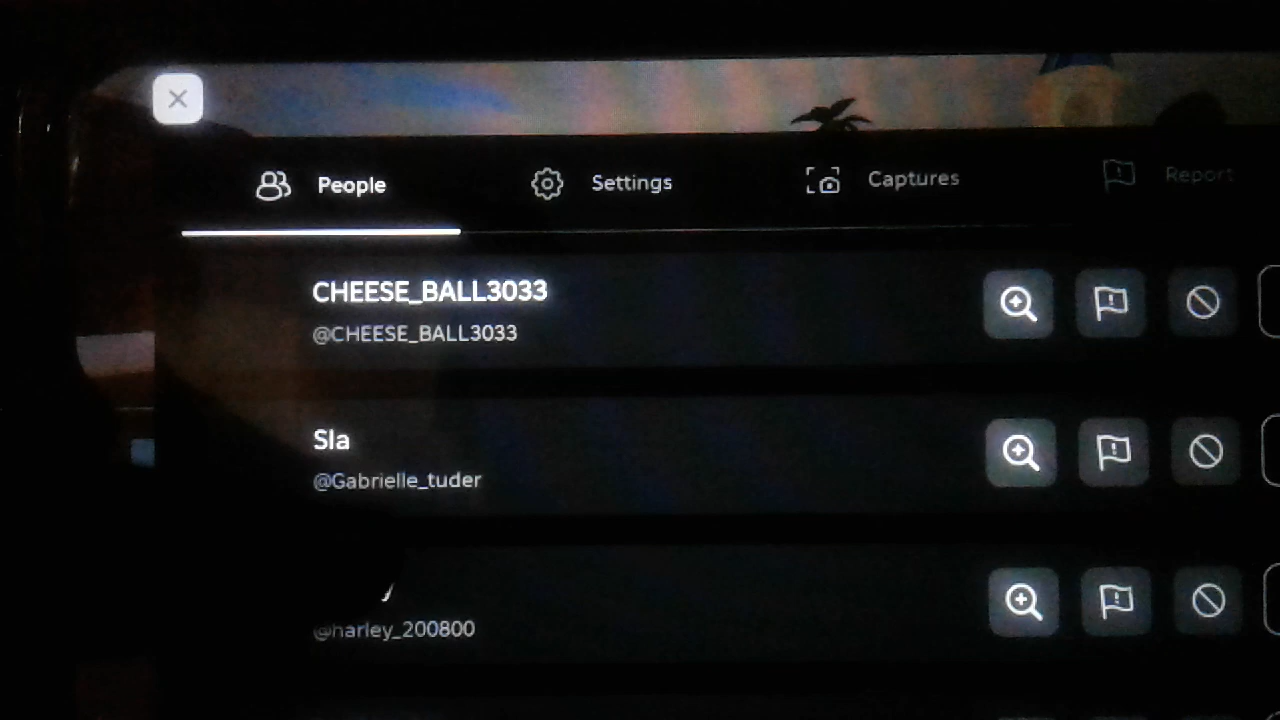 People
Settings
Captures
Report
CHEESE_BALL3033
@CHEESE_BALL3033
Sla
@Gabrielle_tuder
@harley_200800